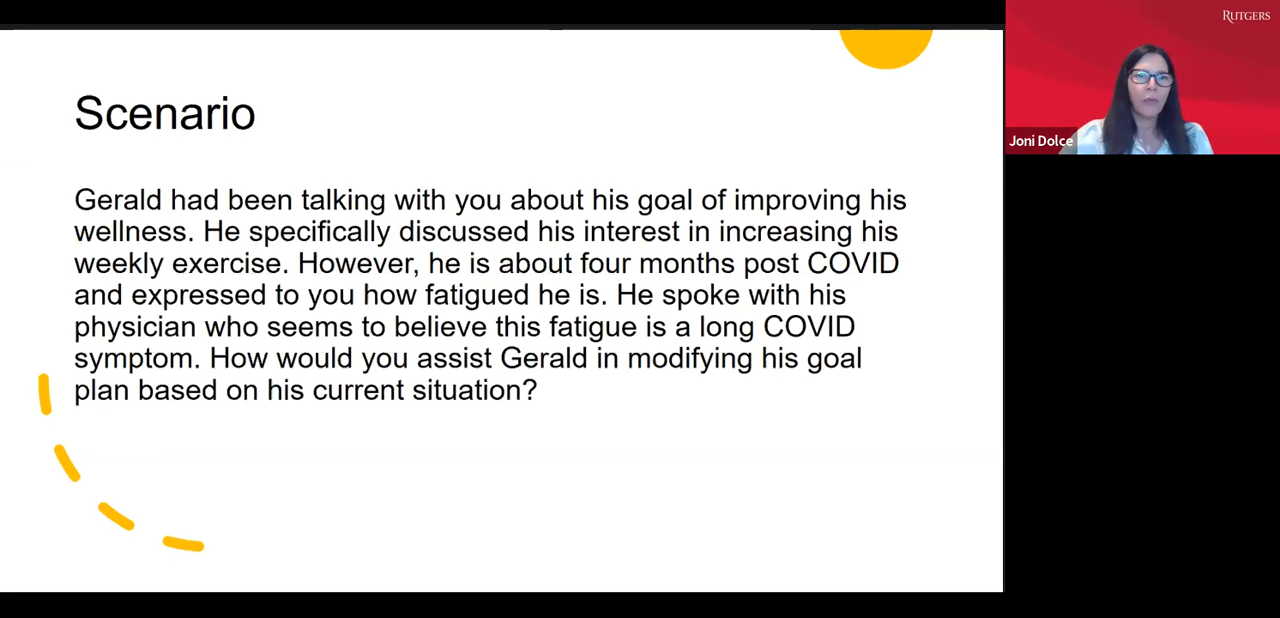 Scenario
Gerald had been talking with you about his goal of improving his
wellness. He specifically discussed his interest in increasing his
weekly exercise. However, he is about four months post COVID
and expressed to you how fatigued he is. He spoke with his
physician who seems to believe this fatigue is a long COVID
symptom. How would you assist Gerald in modifying his goal
plan based on his current situation?
RUTGERS
Joni Dolce